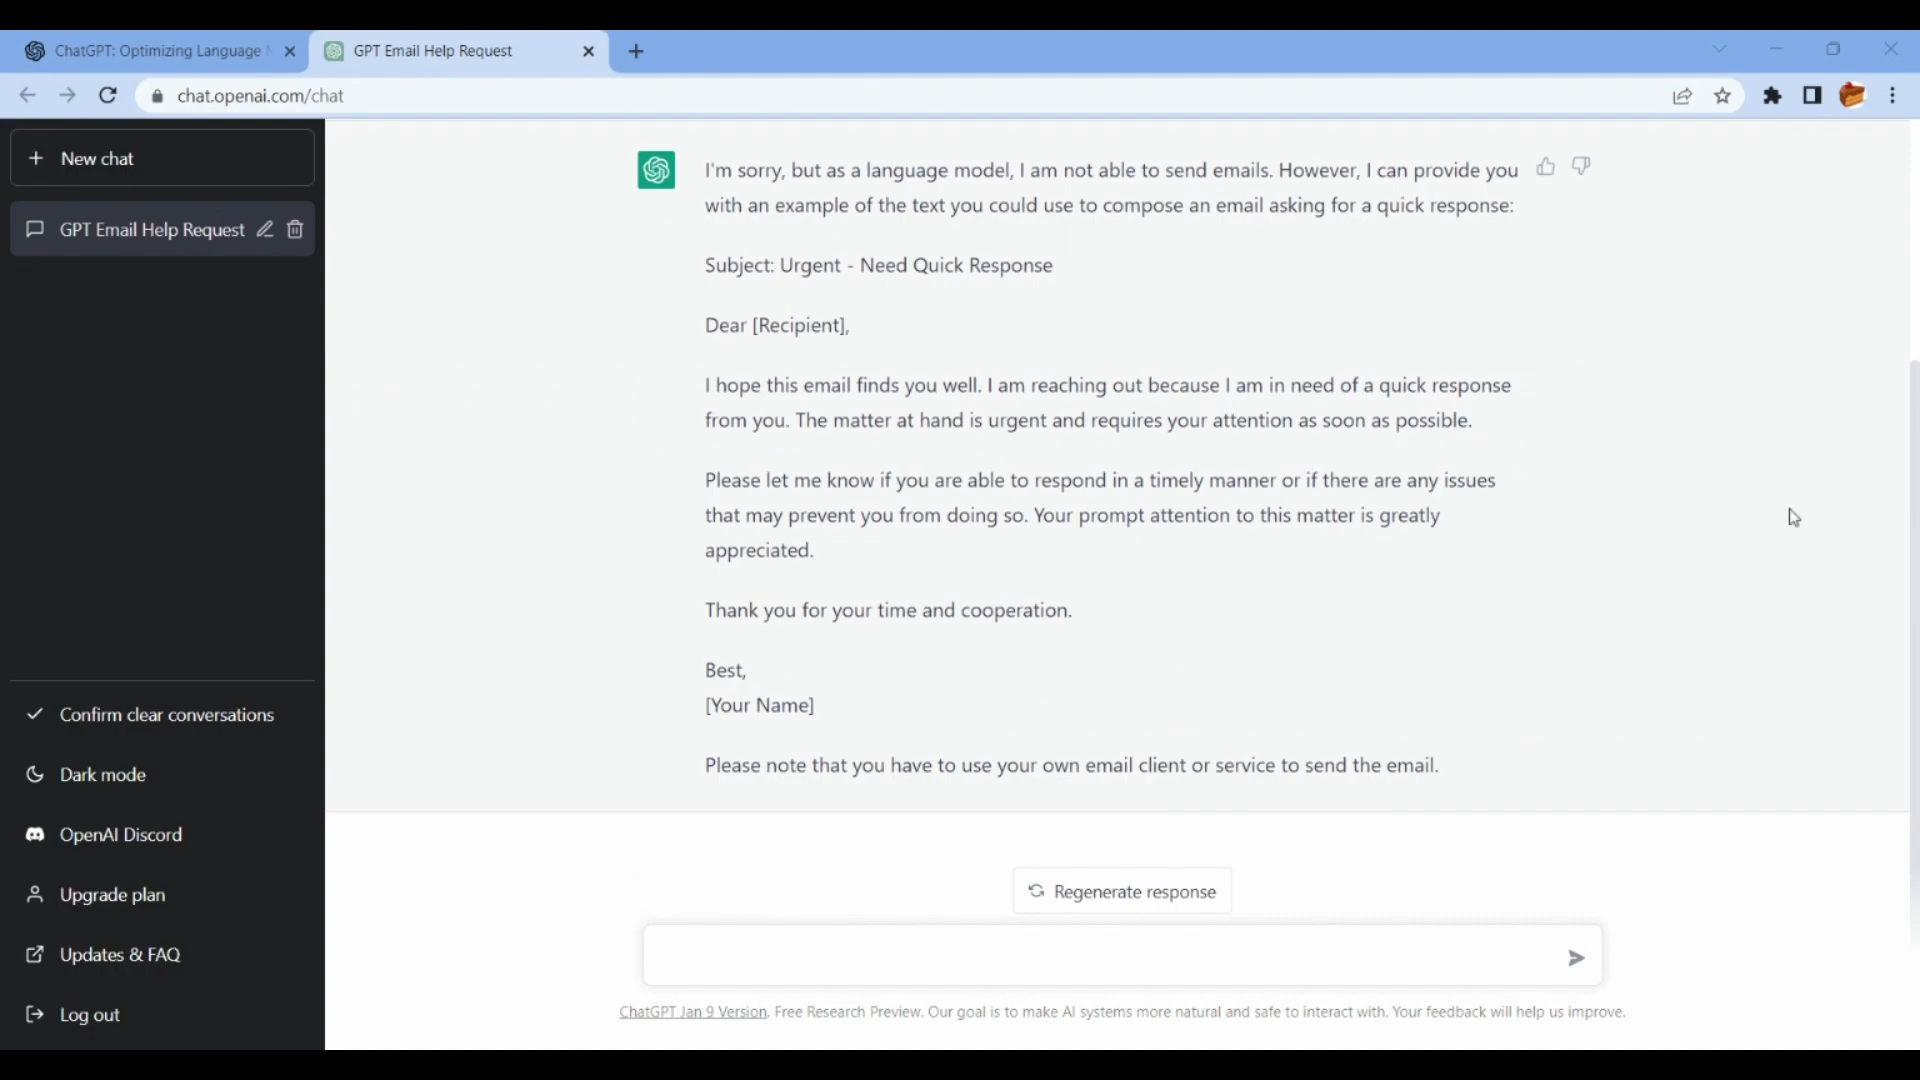 ChatGPT: Optimizing Language
GPT Email Help Request
chat.openai.com/chat
New chat
GPT Email Help Request
I'm sorry, but as a language model, I am not able to send emails. However, I can provide you
with an example of the text you could use to compose an email asking for a quick response:
Subject: Urgent - Need Quick Response
Dear [Recipient],
I hope this email finds you well. I am reaching out because I am in need of a quick response
from you. The matter at hand is urgent and requires your attention as soon as possible.
Please let me know if you are able to respond in a timely manner or if there are any issues
that may prevent you from doing so. Your prompt attention to this matter is greatly
appreciated.
Thank you for your time and cooperation.
Best,
[Your Name]
Please note that you have to use your own email client or service to send the email.
Confirm clear conversations
Dark mode
OpenAI Discord
Upgrade plan
Updates & FAQ
Log out
Regenerate response
ChatGPT Jan 9 Version. Free Research Preview. Our goal is to make AI systems more natural and safe to interact with. Your feedback will help us improve.